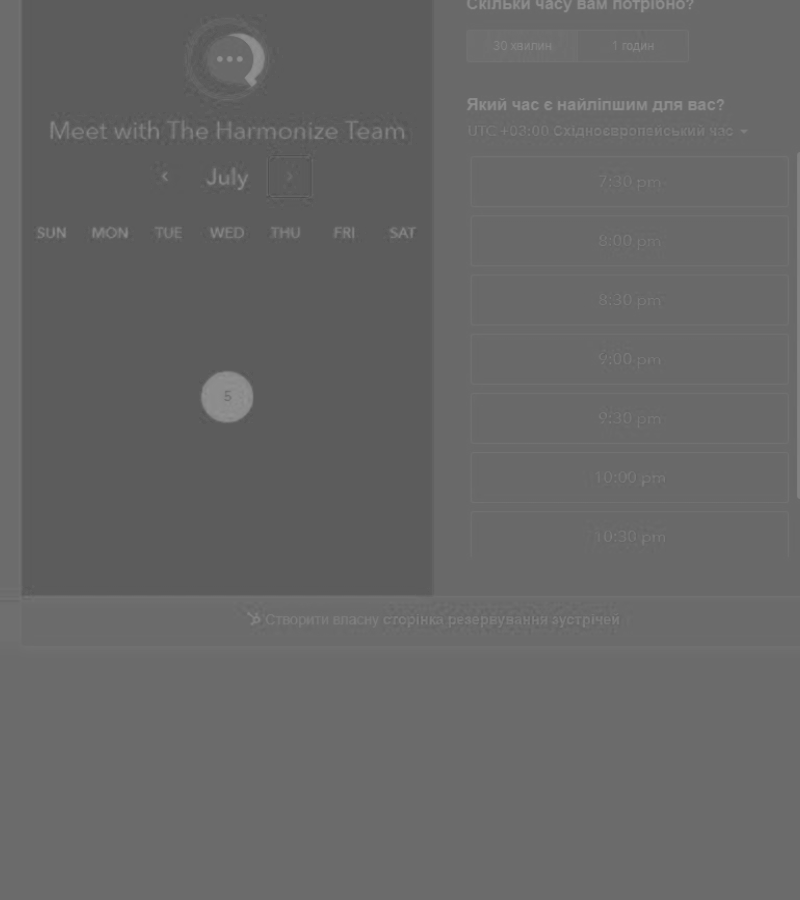 Meet with The Harmonize Team
‹ July ›
SUN MON TUE WED THU FRI SAT
5
Скільки часу вам потрібно?
30 хвилин 1 годин
Який час є найліпшим для вас?
UTC +03:00 Східноєвропейський час
7:30 pm
8:00 pm
8:30 pm
9:00 pm
9:30 pm
10:00 pm
10:30 pm
Створити власну сторінка резервування зустрічей